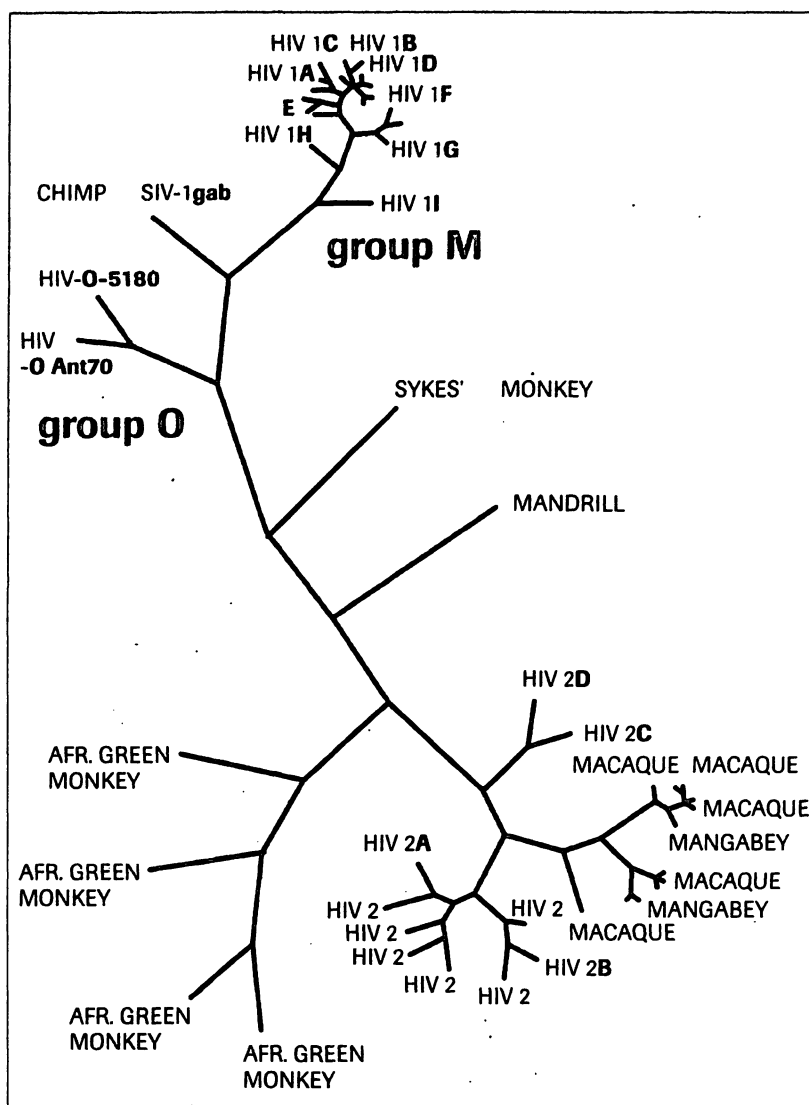 HIV 1C HIV 1B
HIV 1A HIV 1D
E HIV 1F
HIV 1H HIV 1G
CHIMP SIV-1gab
HIV 1I
group M
HIV-O-5180
HIV
-O Ant70
group O
SYKES' MONKEY
MANDRILL
HIV 2D
HIV 2C
AFR. GREEN
MONKEY
MACAQUE MACAQUE
MACAQUE
MANGABEY
HIV 2A
AFR. GREEN
MONKEY
MACAQUE
MANGABEY
HIV 2
HIV 2
HIV 2
HIV 2
MACAQUE
HIV 2B
HIV 2
HIV 2
AFR. GREEN
MONKEY
AFR. GREEN
MONKEY